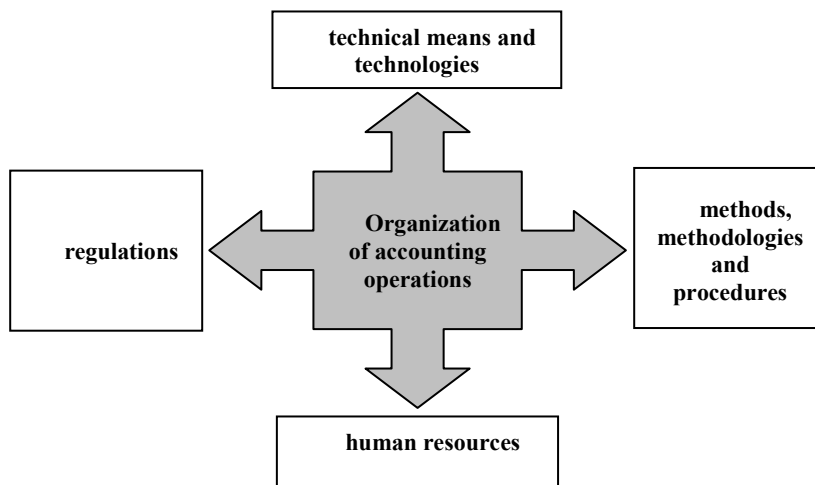 technical means and
technologies
regulations
Organization
of accounting
operations
methods,
methodologies
and
procedures
human resources